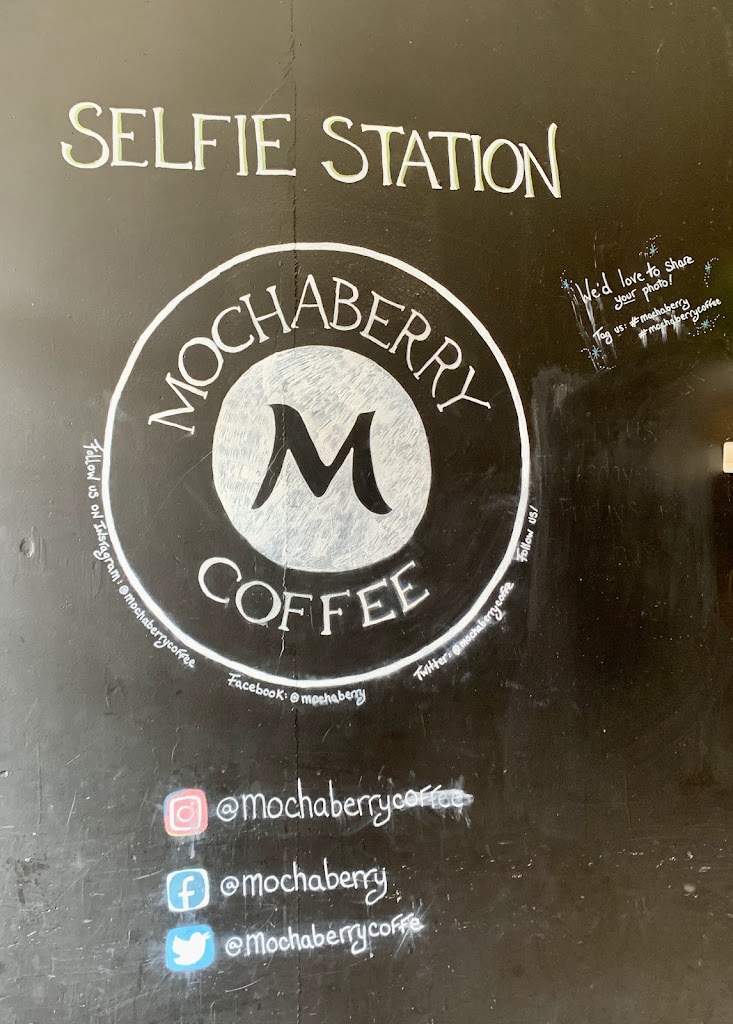 SELFIE STATION
We'd love to share
your photo!
Tag us: #mochaberry
#mochaberrycoffee
MOCHABERRY
M
COFFEE
Follow us on Instagram: @mochaberrycoffee
Facebook: @mochaberry
Twitter: @mochaberrycoffe
Follow us!
@mochaberrycoffee
@mochaberry
@mochaberrycoffe